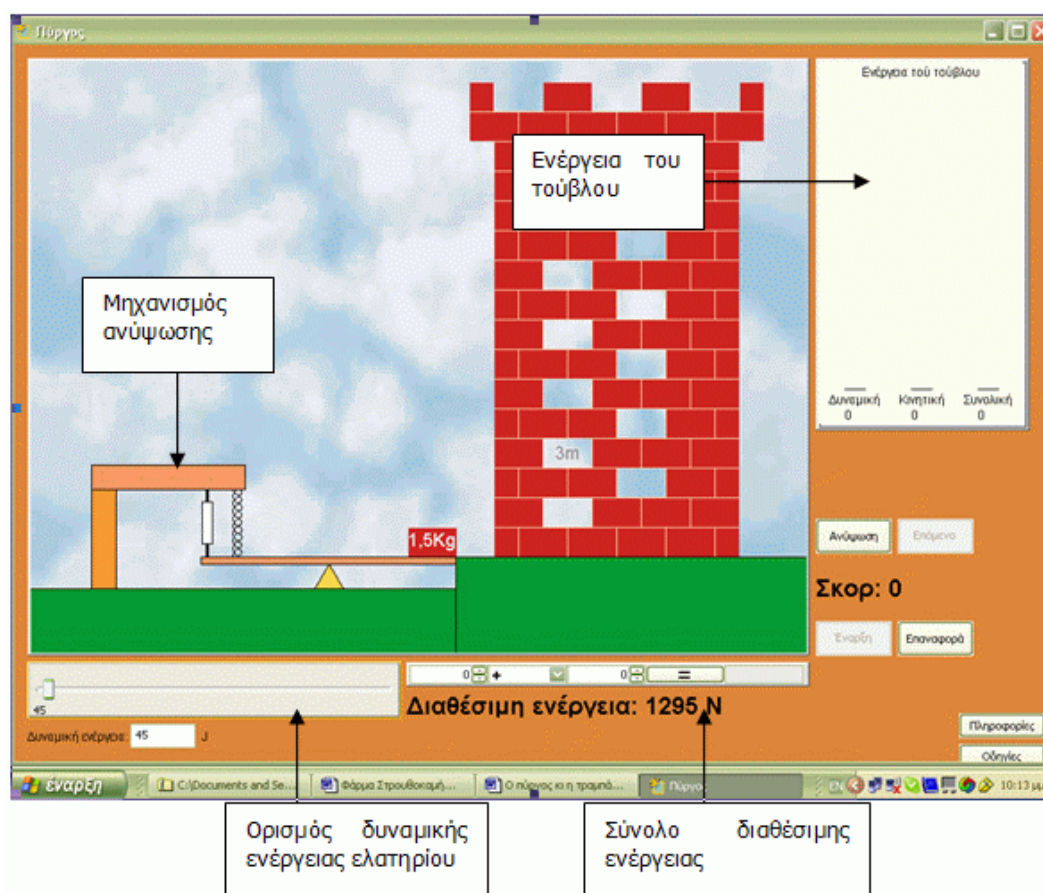 Πύργος
Ενέργεια τού τούβλου
Ενέργεια του
τούβλου
Μηχανισμός
ανύψωσης
Δυναμική Κινητική Συνολική
0 0 0
3m
1,5Kg
Ανύψωση Επόμενο
Σκορ: 0
Έναρξη Επαναφορά
0 + 0 =
45
Διαθέσιμη ενέργεια: 1295 N
Δυναμική ενέργεια: 45 J
Πληροφορίες
Οδηγίες
έναρξη C:\Documents and Se... Φάρμα Στρουθοκαμή... Ο πύργος κι η τραμπά... Πύργος EN 10:13 μμ
Ορισμός δυναμικής
ενέργειας ελατηρίου
Σύνολο διαθέσιμης
ενέργειας